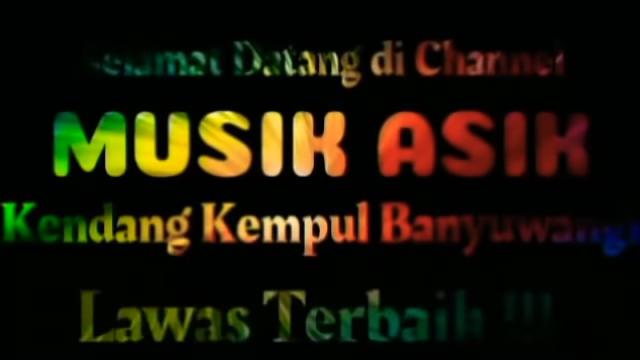 Selamat Datang di Channel
MUSIK ASIK
Kendang Kempul Banyuwangi
Lawas Terbaik !!!